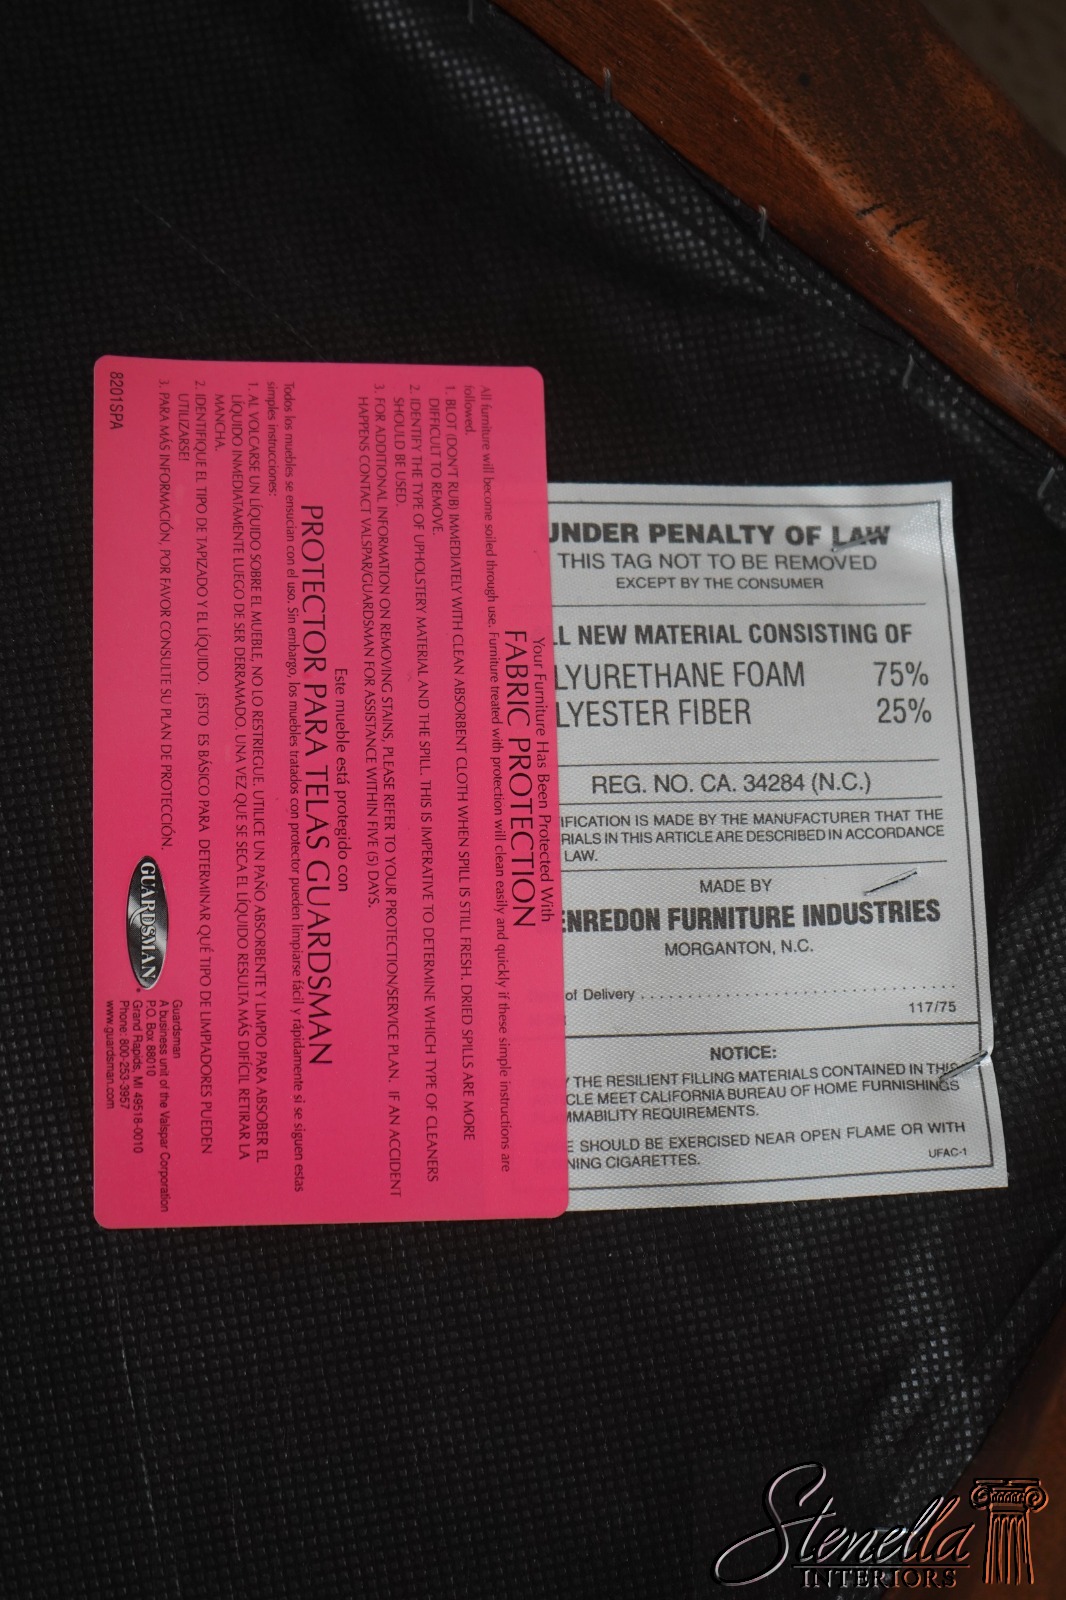 Your Furniture Has Been Protected With
FABRIC PROTECTION
All furniture will become soiled through use. Furniture treated with protection will clean easily and quickly if these simple instructions are
followed.
1. BLOT (DON'T RUB) IMMEDIATELY WITH CLEAN ABSORBENT CLOTH WHEN SPILL IS STILL FRESH. DRIED SPILLS ARE MORE
DIFFICULT TO REMOVE.
2. IDENTIFY THE TYPE OF UPHOLSTERY MATERIAL AND THE SPILL. THIS IS IMPERATIVE TO DETERMINE WHICH TYPE OF CLEANERS
SHOULD BE USED.
3. FOR ADDITIONAL INFORMATION ON REMOVING STAINS, PLEASE REFER TO YOUR PROTECTION/SERVICE PLAN. IF AN ACCIDENT
HAPPENS CONTACT VALSPAR/GUARDSMAN FOR ASSISTANCE WITHIN FIVE (5) DAYS.
Este mueble está protegido con
PROTECTOR PARA TELAS GUARDSMAN
Todos los muebles se ensucian con el uso. Sin embargo, los muebles tratados con protector pueden limpiarse fácil y rápidamente si se siguen estas
simples instrucciones:
1. AL VOLCARSE UN LÍQUIDO SOBRE EL MUEBLE, NO LO RESTRIEGUE. UTILICE UN PAÑO ABSORBENTE Y LIMPIO PARA ABSOBER EL
LÍQUIDO INMEDIATAMENTE LUEGO DE SER DERRAMADO. UNA VEZ QUE SE SECA EL LÍQUIDO RESULTA MÁS DIFÍCIL RETIRAR LA
MANCHA.
2. IDENTIFIQUE EL TIPO DE TAPIZADO Y EL LÍQUIDO. ¡ESTO ES BÁSICO PARA DETERMINAR QUÉ TIPO DE LIMPIADORES PUEDEN
UTILIZARSE!
3. PARA MÁS INFORMACIÓN, POR FAVOR CONSULTE SU PLAN DE PROTECCIÓN.
GUARDSMAN
Guardsman
A business unit of the Valspar Corporation
P.O. Box 88010
Grand Rapids, MI 49518-0010
Phone: 800-253-3957
www.guardsman.com
8201SPA
UNDER PENALTY OF LAW
THIS TAG NOT TO BE REMOVED
EXCEPT BY THE CONSUMER
LL NEW MATERIAL CONSISTING OF
LYURETHANE FOAM 75%
LYESTER FIBER 25%
REG. NO. CA. 34284 (N.C.)
IFICATION IS MADE BY THE MANUFACTURER THAT THE
RIALS IN THIS ARTICLE ARE DESCRIBED IN ACCORDANCE
LAW.
MADE BY
ENREDON FURNITURE INDUSTRIES
MORGANTON, N.C.
of Delivery ........................................
117/75
NOTICE:
Y THE RESILIENT FILLING MATERIALS CONTAINED IN THIS
CLE MEET CALIFORNIA BUREAU OF HOME FURNISHINGS
MMABILITY REQUIREMENTS.
E SHOULD BE EXERCISED NEAR OPEN FLAME OR WITH
NING CIGARETTES.
UFAC-1
Stenella
INTERIORS